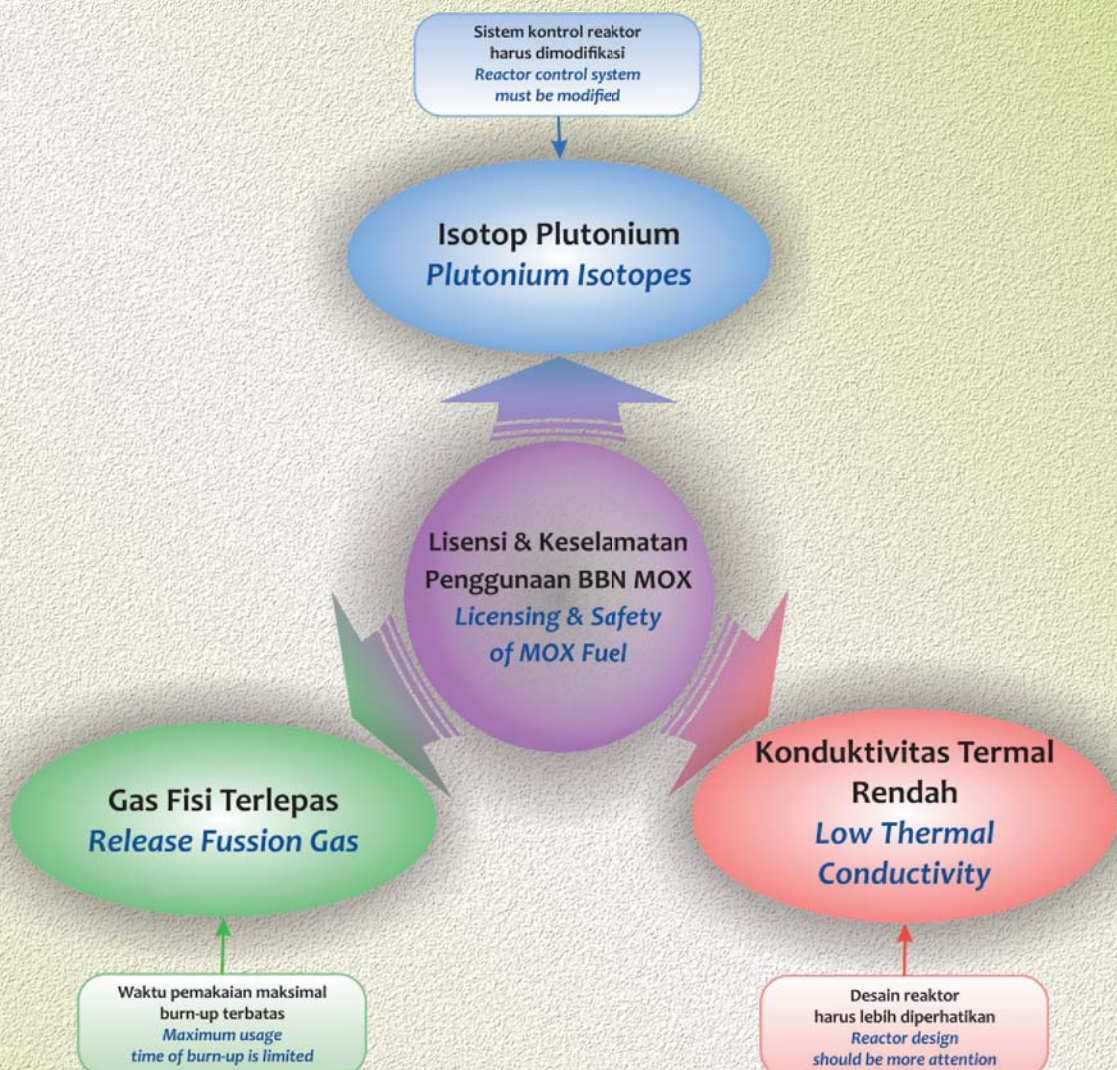 Sistem kontrol reaktor
harus dimodifikasi
Reactor control system
must be modified
Isotop Plutonium
Plutonium Isotopes
Lisensi & Keselamatan
Penggunaan BBN MOX
Licensing & Safety
of MOX Fuel
Gas Fisi Terlepas
Release Fussion Gas
Konduktivitas Termal
Rendah
Low Thermal
Conductivity
Waktu pemakaian maksimal
burn-up terbatas
Maximum usage
time of burn-up is limited
Desain reaktor
harus lebih diperhatikan
Reactor design
should be more attention